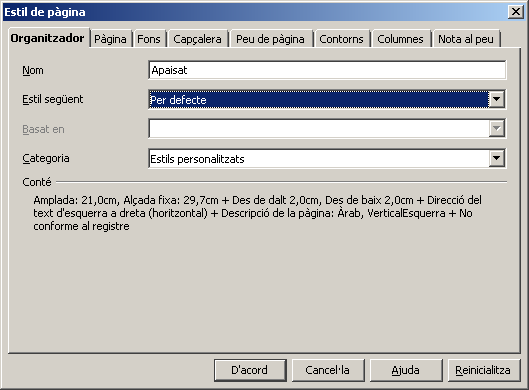 Estil de pàgina
Organitzador Pàgina Fons Capçalera Peu de pàgina Contorns Columnes Nota al peu
Nom Apaisat
Estil següent Per defecte
Basat en
Categoria Estils personalitzats
Conté
Amplada: 21,0cm, Alçada fixa: 29,7cm + Des de dalt 2,0cm, Des de baix 2,0cm + Direcció del
text d'esquerra a dreta (horitzontal) + Descripció de la pàgina: Àrab, VerticalEsquerra + No
conforme al registre
D'acord Cancel·la Ajuda Reinicialitza